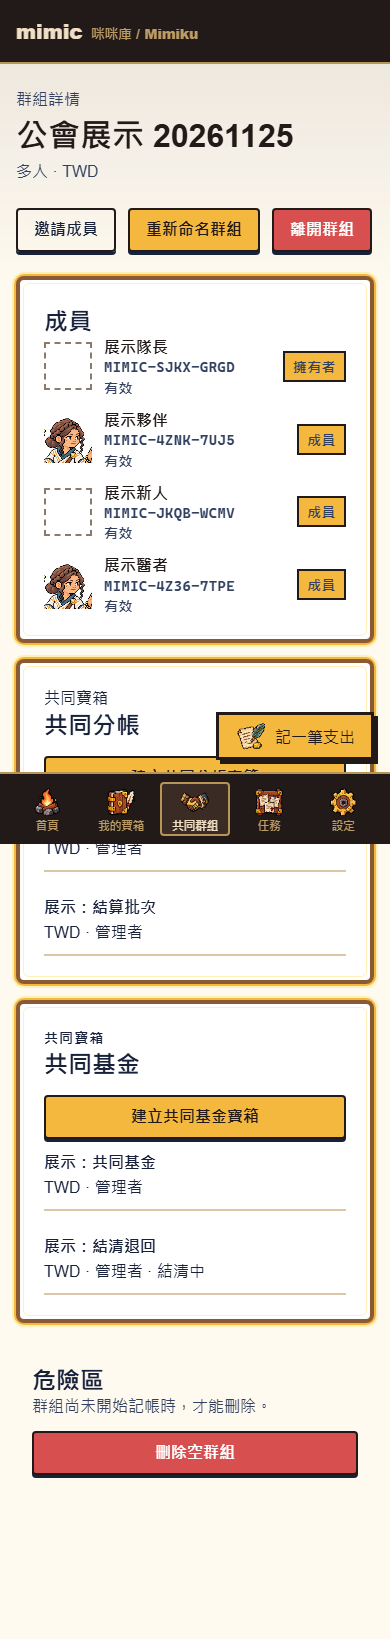 mimic 咪咪庫 / Mimiku
群組詳情
公會展示 20261125
多人 · TWD
邀請成員
重新命名群組
離開群組
成員
展示隊長
MIMIC-SJKX-GRGD
有效
擁有者
展示夥伴
MIMIC-4ZNK-7UJ5
有效
成員
展示新人
MIMIC-JKQB-WCMV
有效
成員
展示醫者
MIMIC-4Z36-7TPE
有效
成員
共同寶箱
共同分帳
記一筆支出
首頁
我的寶箱
共同群組
任務
設定
TWD · 管理者
展示：結算批次
TWD · 管理者
共同寶箱
共同基金
建立共同基金寶箱
展示：共同基金
TWD · 管理者
展示：結清退回
TWD · 管理者 · 結清中
危險區
群組尚未開始記帳時，才能刪除。
刪除空群組